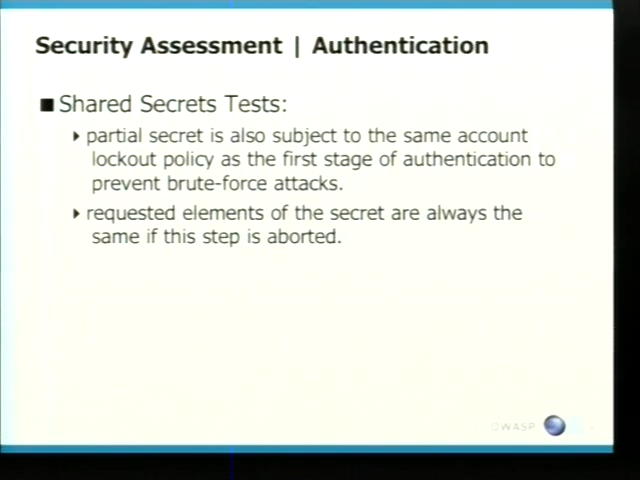 Security Assessment | Authentication
Shared Secrets Tests:
partial secret is also subject to the same account
lockout policy as the first stage of authentication to
prevent brute-force attacks.
requested elements of the secret are always the
same if this step is aborted.
OWASP